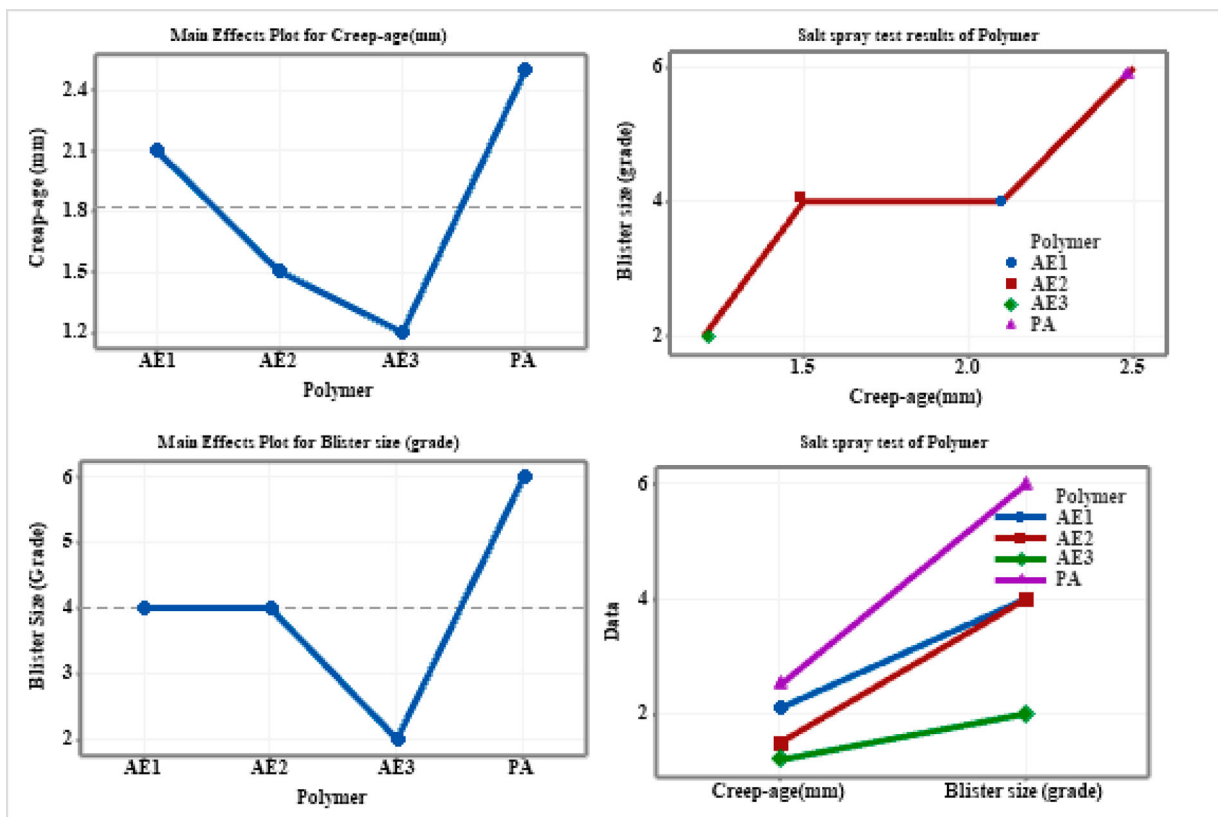 Main Effects Plot for Creep-age(mm)
Creap-age (mm)
2.4
2.1
1.8
1.5
1.2
AE1 AE2 AE3 PA
Polymer
Salt spray test results of Polymer
Blister size (grade)
6
4
2
Polymer
AE1
AE2
AE3
PA
1.5 2.0 2.5
Creep-age(mm)
Main Effects Plot for Blister size (grade)
Blister Size (Grade)
6
5
4
3
2
AE1 AE2 AE3 PA
Polymer
Salt spray test of Polymer
Data
6
4
2
Polymer
AE1
AE2
AE3
PA
Creep-age(mm) Blister size (grade)